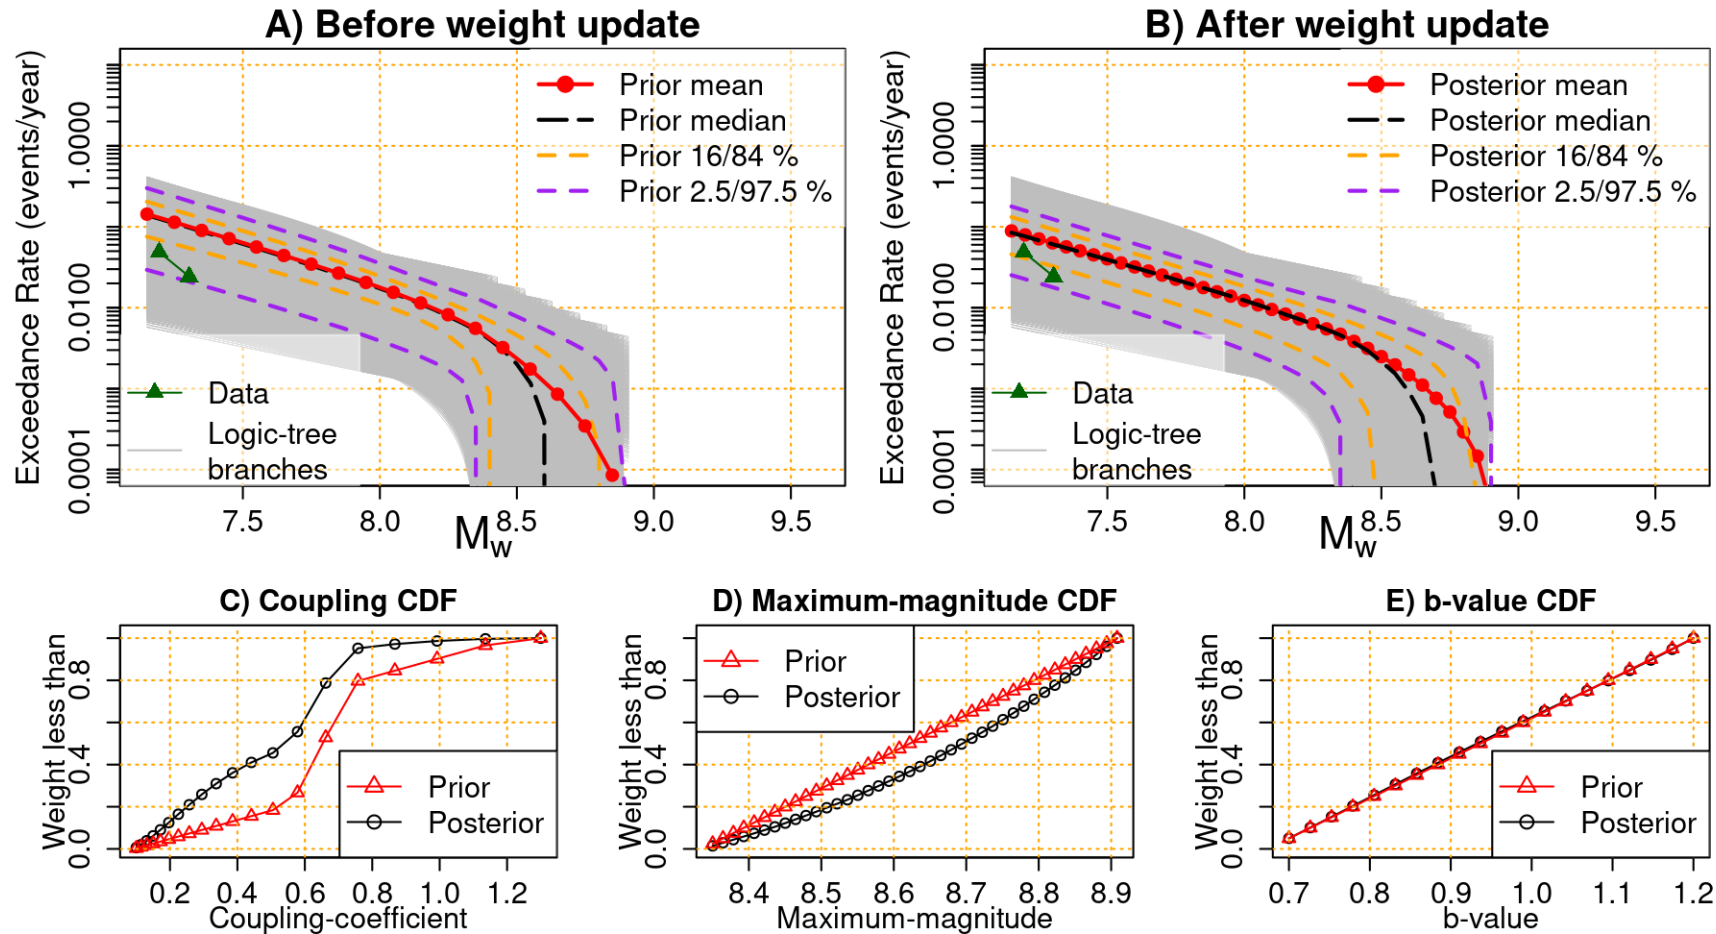 A) Before weight update
Exceedance Rate (events/year)
1.0000
0.0100
0.0001
Prior mean
Prior median
Prior 16/84 %
Prior 2.5/97.5 %
Data
Logic-tree
branches
7.5 8.0 8.5 9.0 9.5
Mw
B) After weight update
Exceedance Rate (events/year)
1.0000
0.0100
0.0001
Posterior mean
Posterior median
Posterior 16/84 %
Posterior 2.5/97.5 %
Data
Logic-tree
branches
7.5 8.0 8.5 9.0 9.5
Mw
C) Coupling CDF
Weight less than
0.8
0.4
0.0
Prior
Posterior
0.2 0.4 0.6 0.8 1.0 1.2
Coupling-coefficient
D) Maximum-magnitude CDF
Weight less than
0.8
0.4
0.0
Prior
Posterior
8.4 8.5 8.6 8.7 8.8 8.9
Maximum-magnitude
E) b-value CDF
Weight less than
0.8
0.4
0.0
Prior
Posterior
0.7 0.8 0.9 1.0 1.1 1.2
b-value